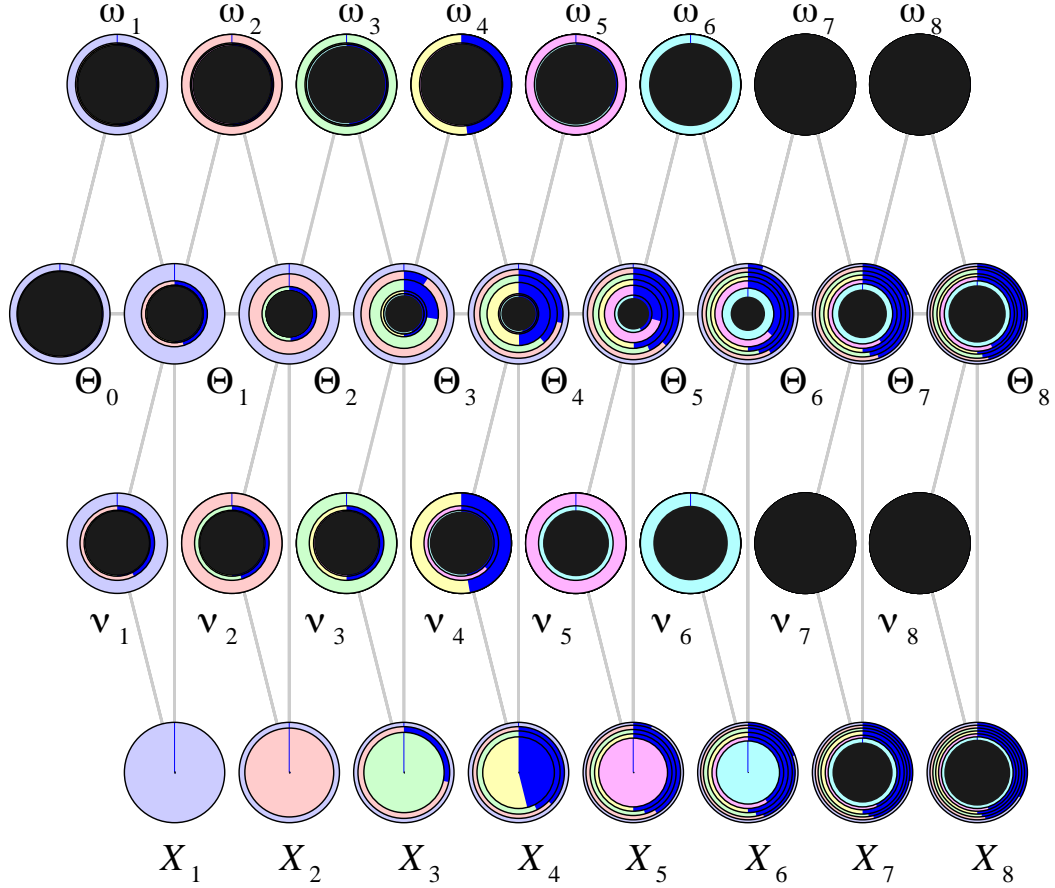 ω1 ω2 ω3 ω4 ω5 ω6 ω7 ω8
Θ0 Θ1 Θ2 Θ3 Θ4 Θ5 Θ6 Θ7 Θ8
ν1 ν2 ν3 ν4 ν5 ν6 ν7 ν8
X1 X2 X3 X4 X5 X6 X7 X8